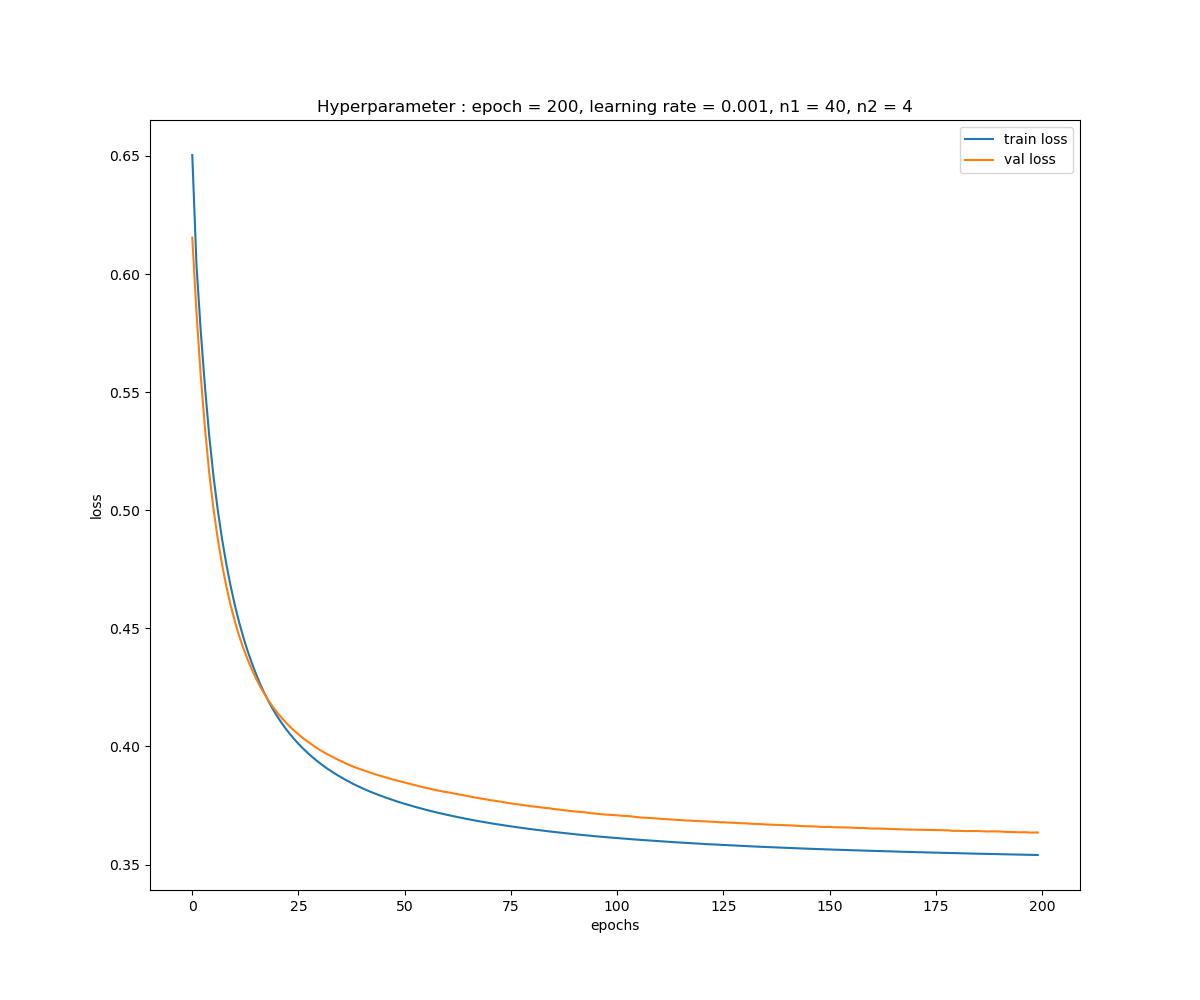 Hyperparameter : epoch = 200, learning rate = 0.001, n1 = 40, n2 = 4
train loss
val loss
0.65
0.60
0.55
0.50
0.45
0.40
0.35
loss
0 25 50 75 100 125 150 175 200
epochs